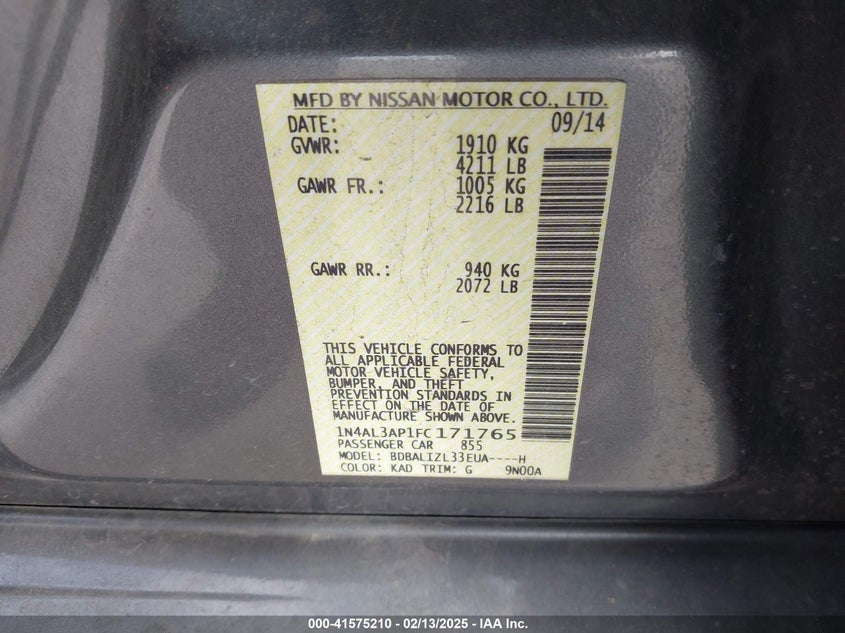 MFD BY NISSAN MOTOR CO., LTD.
DATE: 09/14
GVWR: 1910 KG
4211 LB
GAWR FR.: 1005 KG
2216 LB
GAWR RR.: 940 KG
2072 LB
THIS VEHICLE CONFORMS TO
ALL APPLICABLE FEDERAL
MOTOR VEHICLE SAFETY,
BUMPER, AND THEFT
PREVENTION STANDARDS IN
EFFECT ON THE DATE OF
MANUFACTURE SHOWN ABOVE.
1N4AL3AP1FC171765
PASSENGER CAR 855
MODEL: BDBALIZL33EUA----H
COLOR: KAD TRIM: G 9N00A
000-41575210 - 02/13/2025 - IAA Inc.